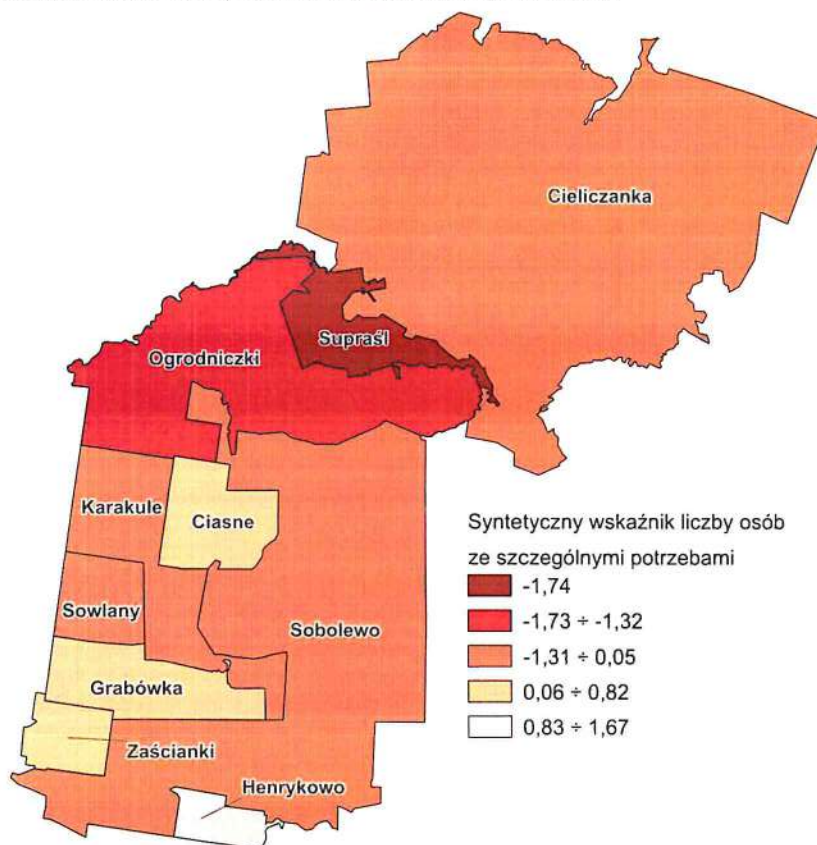 Cieliczanka
Supraśl
Ogrodniczki
Karakule
Ciasne
Sowlany
Sobolewo
Grabówka
Zaścianki
Henrykowo
Syntetyczny wskaźnik liczby osób
ze szczególnymi potrzebami
-1,74
-1,73 ÷ -1,32
-1,31 ÷ 0,05
0,06 ÷ 0,82
0,83 ÷ 1,67